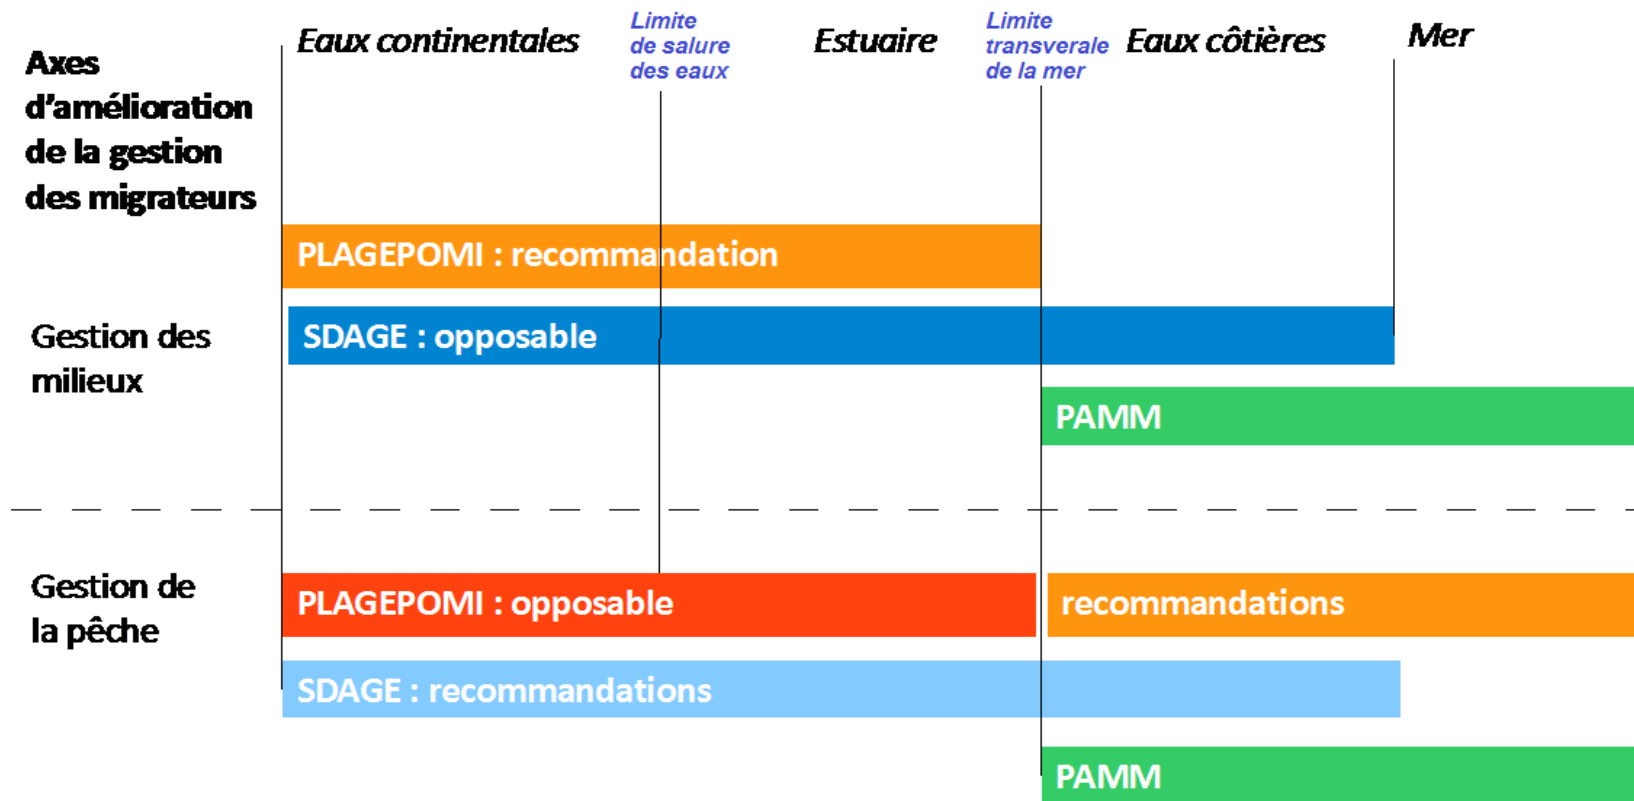 Axes
d'amélioration
de la gestion
des migrateurs
Eaux continentales
Limite
de salure
des eaux
Estuaire
Limite
transverale
de la mer
Eaux côtières
Mer
PLAGEPOMI : recommandation
Gestion des
milieux
SDAGE : opposable
PAMM
Gestion de
la pêche
PLAGEPOMI : opposable
recommandations
SDAGE : recommandations
PAMM